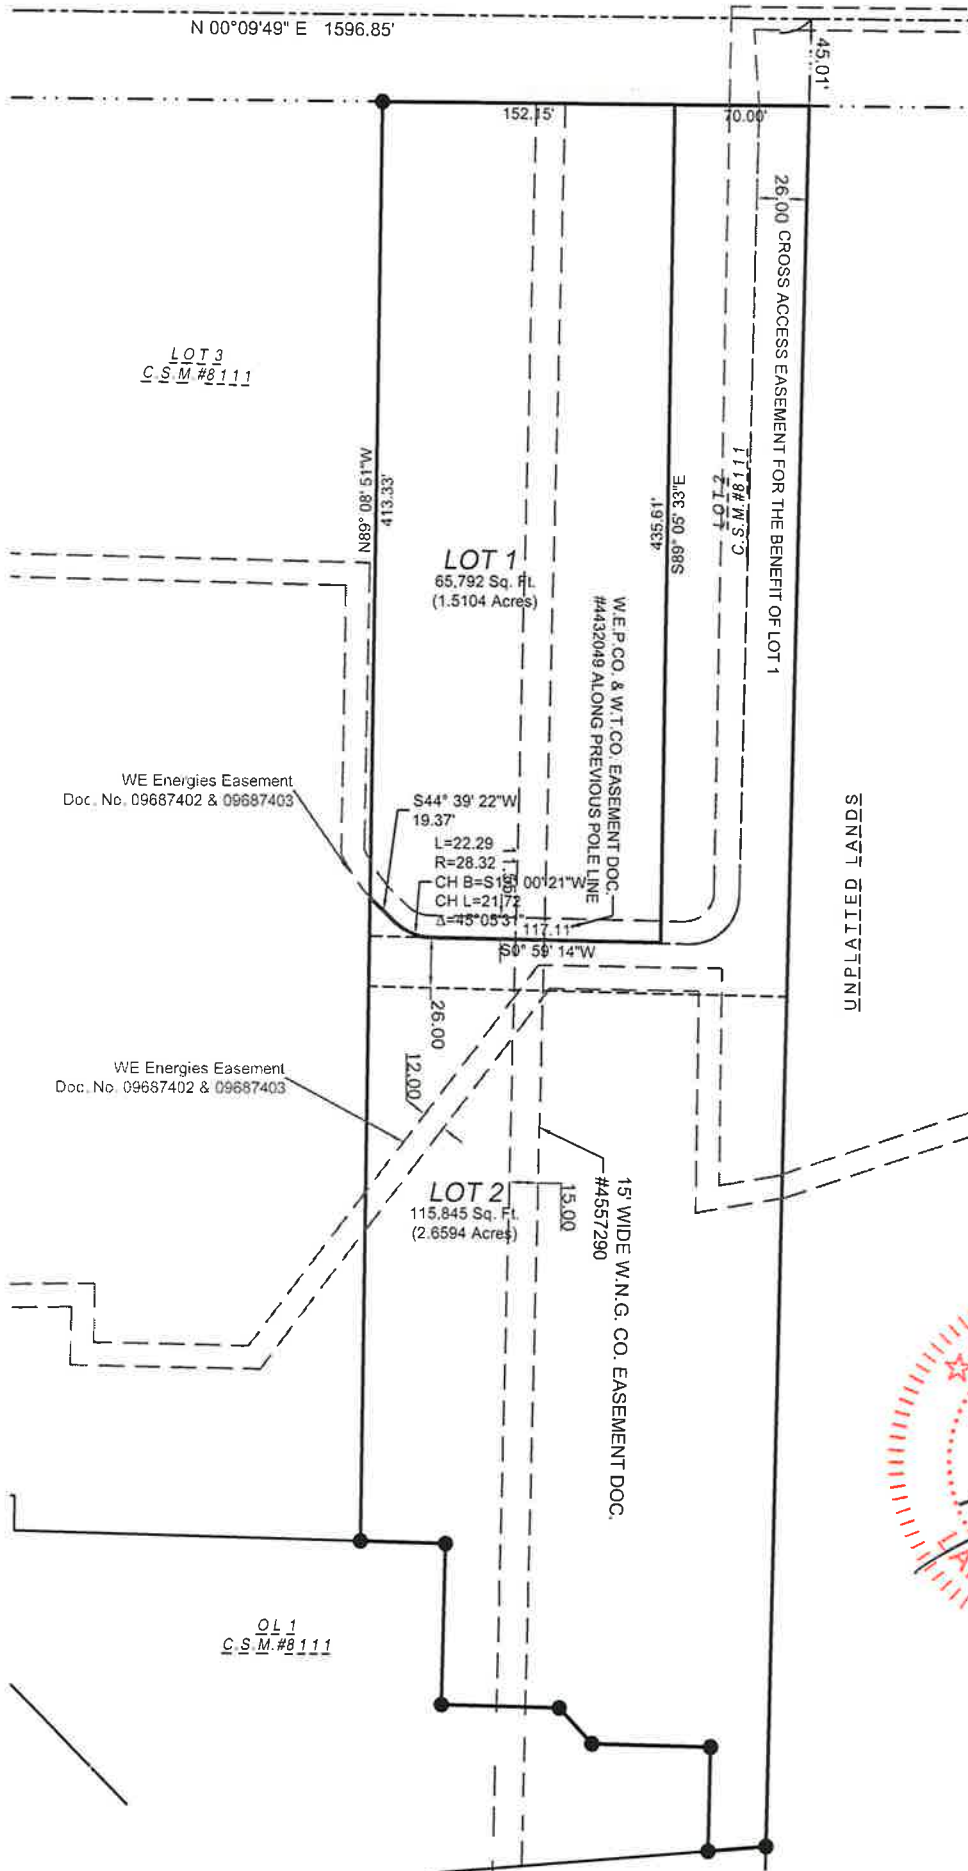 N 00°09'49" E 1596.85'
45.01'
152.15'
70.00'
26.00 CROSS ACCESS EASEMENT FOR THE BENEFIT OF LOT 1
LOT 3
C.S.M.#8111
LOT 2
C.S.M.#8111
N89° 08' 51"W
413.33'
S89° 05' 33"E
435.61'
LOT 1
65,792 Sq. Ft.
(1.5104 Acres)
W.E.P.CO. & W.T.CO. EASEMENT DOC.
#4432049 ALONG PREVIOUS POLE LINE
WE Energies Easement
Doc. No. 09687402 & 09687403
S44° 39' 22"W
19.37'
L=22.29
R=28.32
CH L=21.72
Δ=45°05'31"
117.11'
S0° 59' 14"W
UNPLATTED LANDS
26.00
12.00
WE Energies Easement
Doc. No. 09687402 & 09687403
LOT 2
115,845 Sq. Ft.
(2.6594 Acres)
15.00
15' WIDE W.N.G. CO. EASEMENT DOC.
#4557290
OL 1
C.S.M.#8111